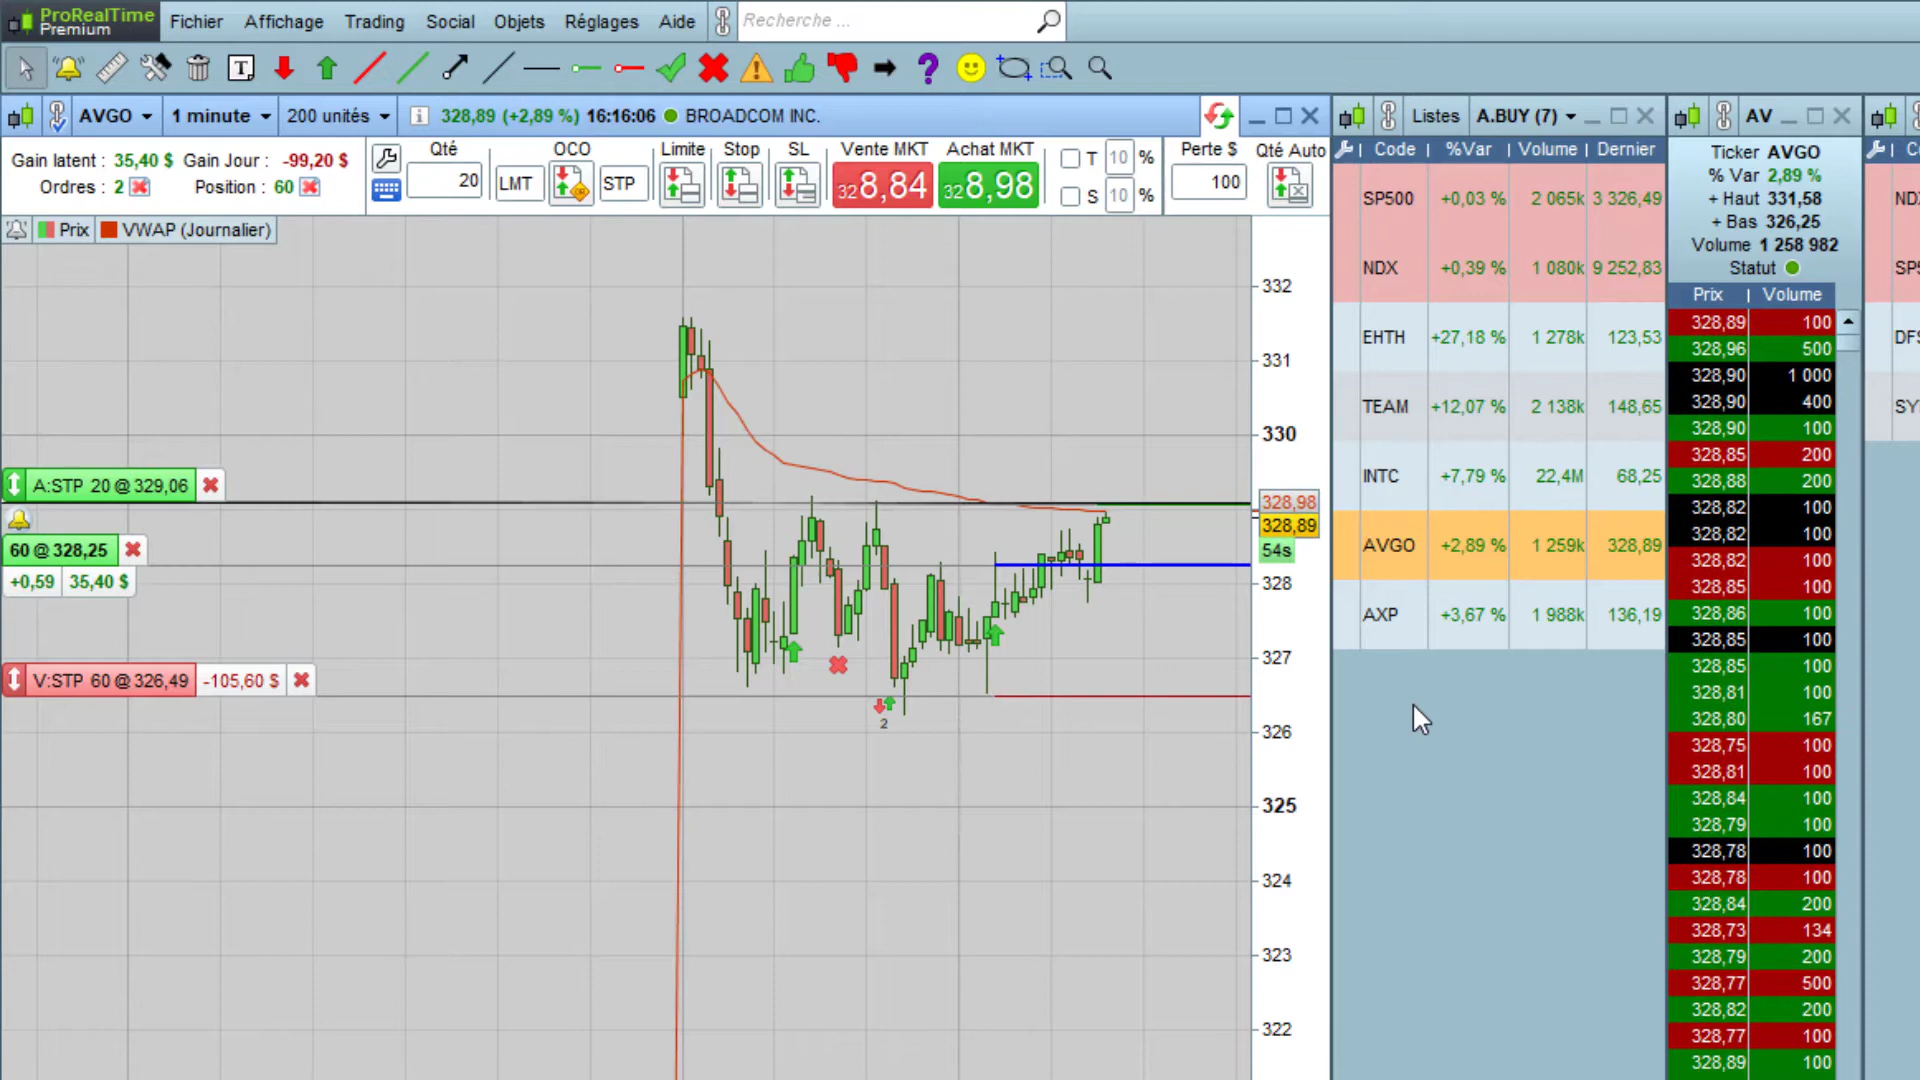 ProRealTime
Premium
Fichier Affichage Trading Social Objets Réglages Aide
Recherche ...
T
AVGO 1 minute 200 unités 328,89 (+2,89 %) 16:16:06 BROADCOM INC.
Listes A.BUY (7)
AV
Gain latent : 35,40 $ Gain Jour : -99,20 $
Ordres : 2 Position : 60
Qté OCO Limite Stop SL Vente MKT Achat MKT
20 LMT STP 328,84 328,98
T 10 %
S 10 %
Perte $ Qté Auto
100
Prix VWAP (Journalier)
332
331
330
328,98
328,89
54s
328
327
326
325
324
323
322
A:STP 20 @ 329,06
60 @ 328,25
+0,59 35,40 $
V:STP 60 @ 326,49 -105,60 $
2
Code %Var Volume Dernier
SP500 +0,03 % 2 065k 3 326,49
NDX +0,39 % 1 080k 9 252,83
EHTH +27,18 % 1 278k 123,53
TEAM +12,07 % 2 138k 148,65
INTC +7,79 % 22,4M 68,25
AVGO +2,89 % 1 259k 328,89
AXP +3,67 % 1 988k 136,19
Ticker AVGO
% Var 2,89 %
+ Haut 331,58
+ Bas 326,25
Volume 1 258 982
Statut
Prix Volume
328,89 100
328,96 500
328,90 1 000
328,90 400
328,90 100
328,85 200
328,88 200
328,82 100
328,82 100
328,82 100
328,85 100
328,86 100
328,85 100
328,85 100
328,81 100
328,80 167
328,75 100
328,81 100
328,84 100
328,79 100
328,78 100
328,78 100
328,84 200
328,73 134
328,79 200
328,77 500
328,82 200
328,77 100
328,89 100